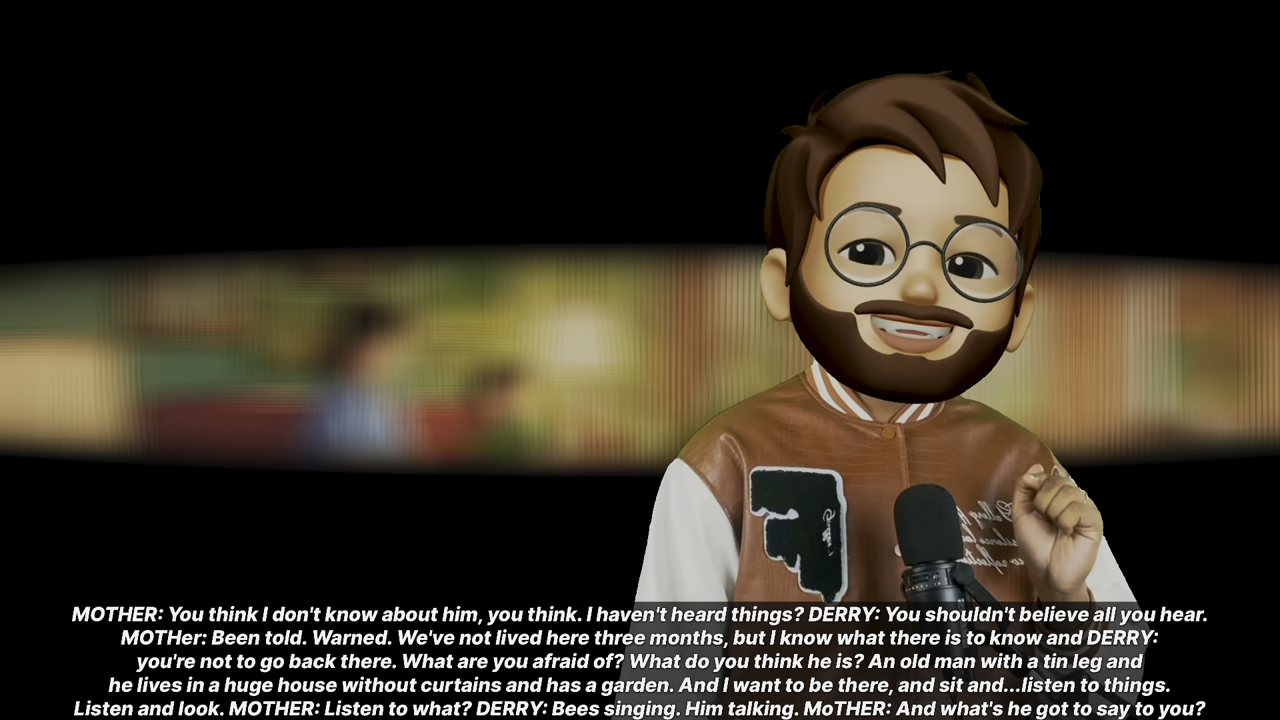 MOTHER: You think I don't know about him, you think. I haven't heard things? DERRY: You shouldn't believe all you hear.
MOTHer: Been told. Warned. We've not lived here three months, but I know what there is to know and DERRY:
you're not to go back there. What are you afraid of? What do you think he is? An old man with a tin leg and
he lives in a huge house without curtains and has a garden. And I want to be there, and sit and...listen to things.
Listen and look. MOTHER: Listen to what? DERRY: Bees singing. Him talking. MoTHER: And what's he got to say to you?